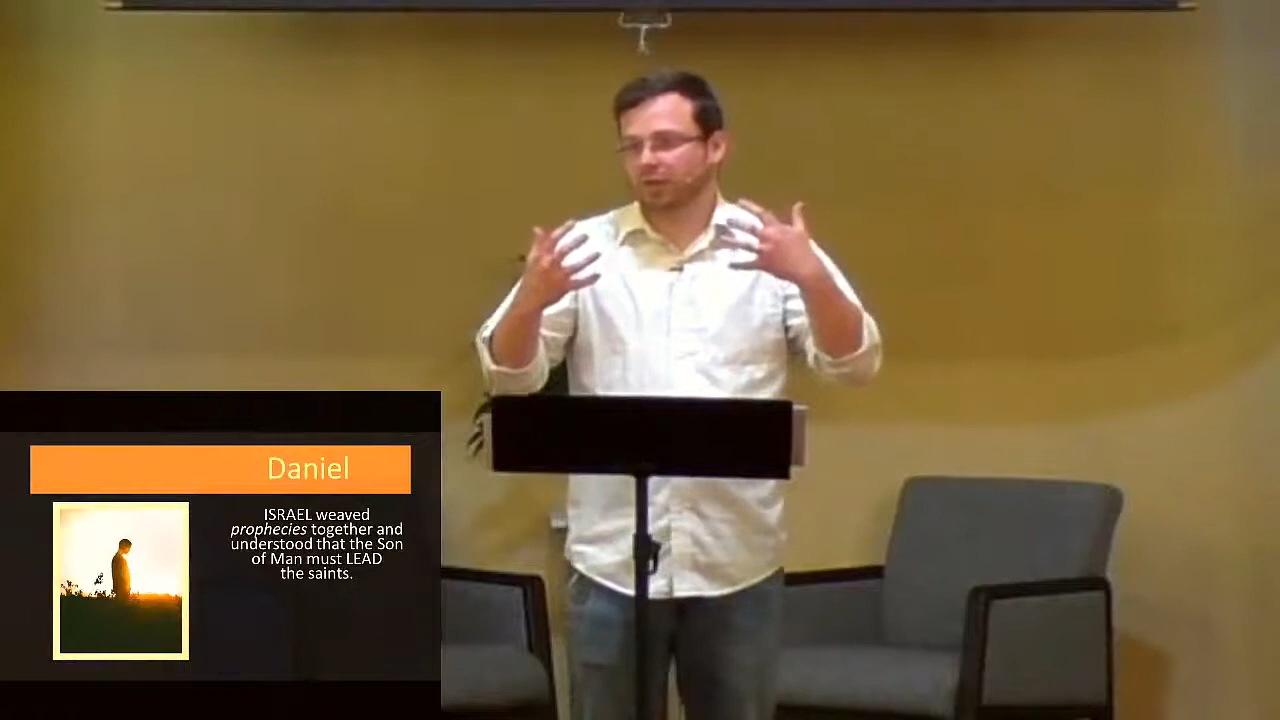 Daniel
ISRAEL weaved
prophecies together and
understood that the Son
of Man must LEAD
the saints.